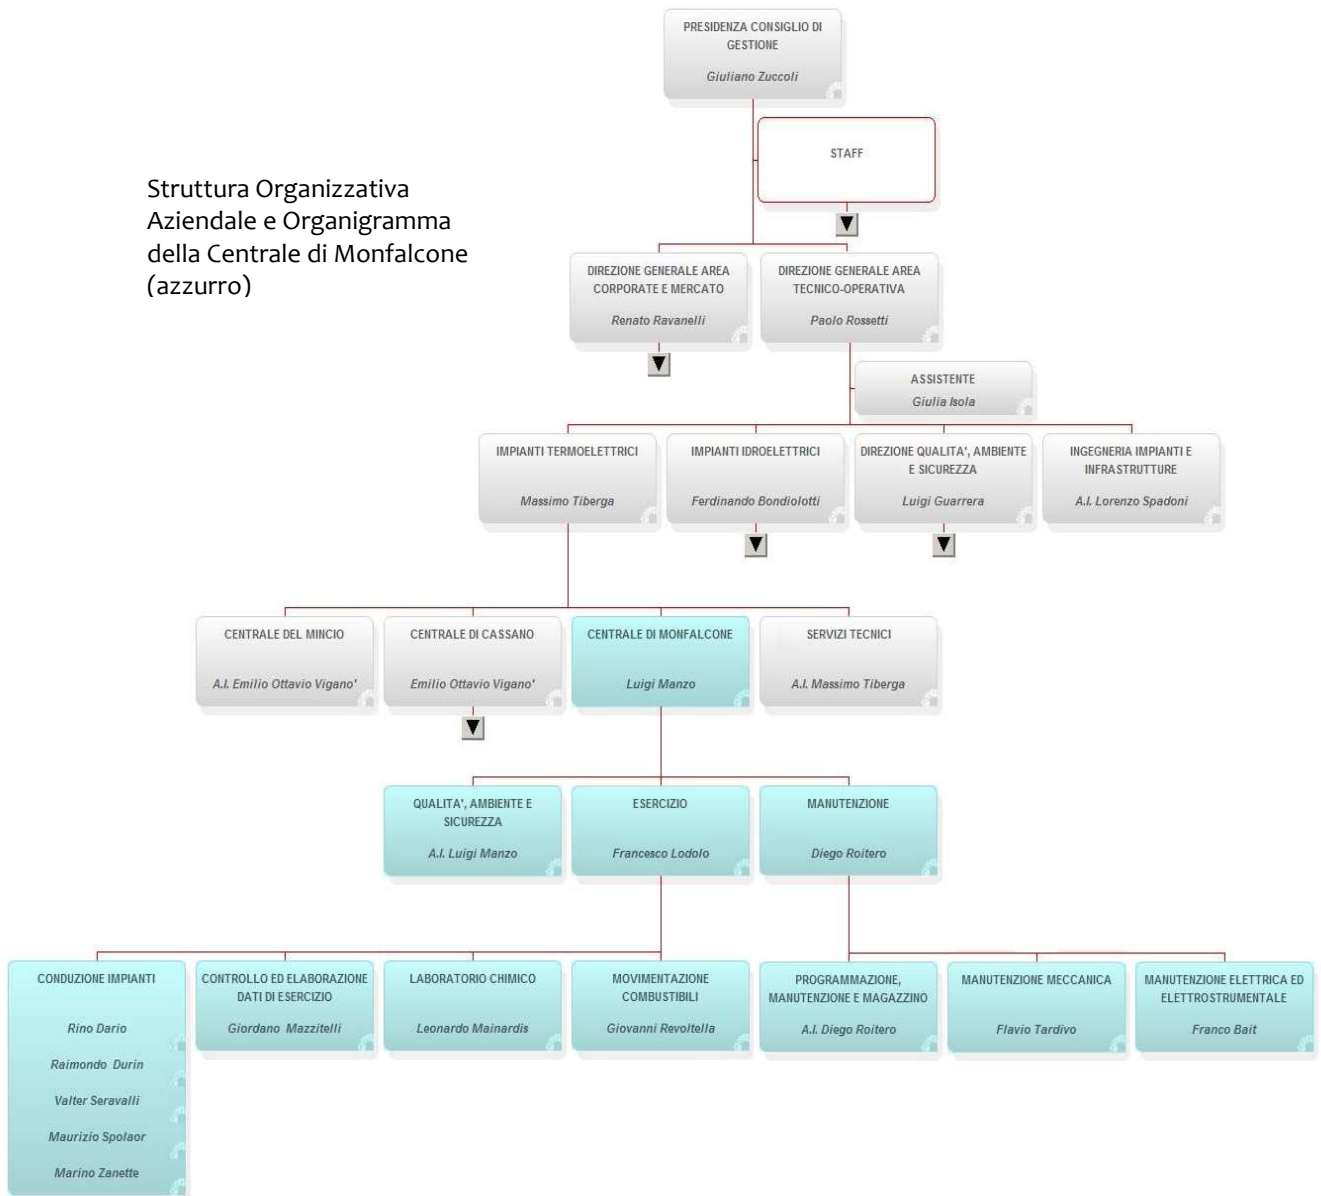 PRESIDENZA CONSIGLIO DI
GESTIONE
Giuliano Zuccoli
STAFF
Struttura Organizzativa
Aziendale e Organigramma
della Centrale di Monfalcone
(azzurro)
DIREZIONE GENERALE AREA
CORPORATE E MERCATO
Renato Ravanelli
DIREZIONE GENERALE AREA
TECNICO-OPERATIVA
Paolo Rossetti
ASSISTENTE
Giulia Isola
IMPIANTI TERMOELETTRICI
Massimo Tiberga
IMPIANTI IDROELETTRICI
Ferdinando Bondiolotti
DIREZIONE QUALITA', AMBIENTE
E SICUREZZA
Luigi Guarrera
INGEGNERIA IMPIANTI E
INFRASTRUTTURE
A.I. Lorenzo Spadoni
CENTRALE DEL MINCIO
A.I. Emilio Ottavio Vigano'
CENTRALE DI CASSANO
Emilio Ottavio Vigano'
CENTRALE DI MONFALCONE
Luigi Manzo
SERVIZI TECNICI
A.I. Massimo Tiberga
QUALITA', AMBIENTE E
SICUREZZA
A.I. Luigi Manzo
ESERCIZIO
Francesco Lodolo
MANUTENZIONE
Diego Roitero
CONDUZIONE IMPIANTI
Rino Dario
Raimondo Durin
Valter Seravalli
Maurizio Spolaor
Marino Zanette
CONTROLLO ED ELABORAZIONE
DATI DI ESERCIZIO
Giordano Mazzitelli
LABORATORIO CHIMICO
Leonardo Mainardis
MOVIMENTAZIONE
COMBUSTIBILI
Giovanni Revoltella
PROGRAMMAZIONE,
MANUTENZIONE E MAGAZZINO
A.I. Diego Roitero
MANUTENZIONE MECCANICA
Flavio Tardivo
MANUTENZIONE ELETTRICA ED
ELETTROSTRUMENTALE
Franco Bait